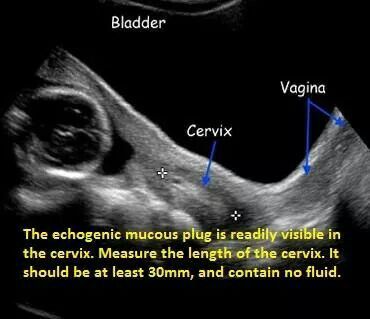 Bladder
Vagina
Cervix
The echogenic mucous plug is readily visible in
the cervix. Measure the length of the cervix. It
should be at least 30mm, and contain no fluid.